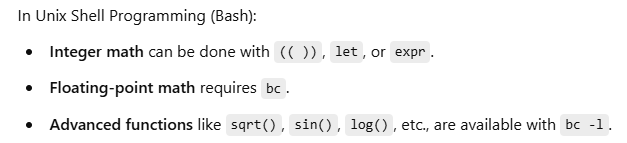 In Unix Shell Programming (Bash):
• Integer math can be done with (( )), let, or expr.
• Floating-point math requires bc.
• Advanced functions like sqrt(), sin(), log(), etc., are available with bc -l.